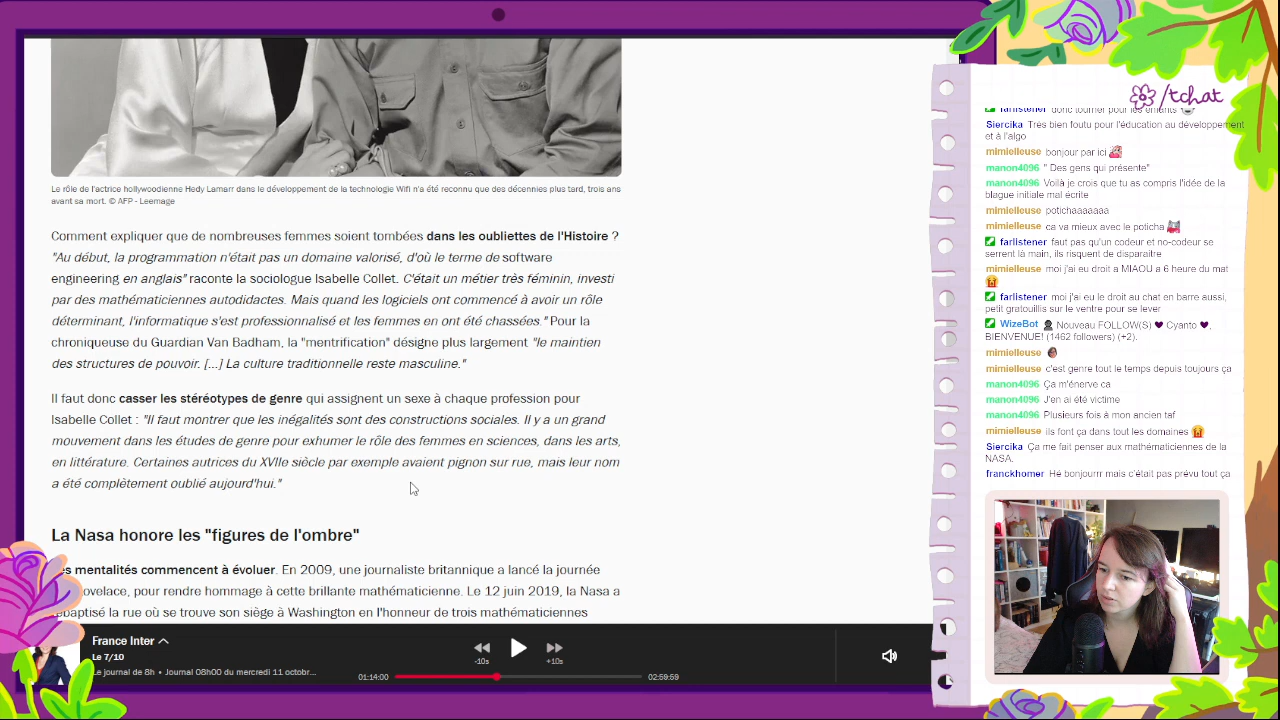 Le rôle de l'actrice hollywoodienne Hedy Lamarr dans le développement de la technologie Wifi n'a été reconnu que des décennies plus tard, trois ans
avant sa mort. © AFP - Leemage
Comment expliquer que de nombreuses femmes soient tombées dans les oubliettes de l'Histoire ?
"Au début, la programmation n'était pas un domaine valorisé, d'où le terme de software
engineering en anglais" raconte la sociologue Isabelle Collet. C'était un métier très féminin, investi
par des mathématiciennes autodidactes. Mais quand les logiciels ont commencé à avoir un rôle
déterminant, l'informatique s'est professionnalisé et les femmes en ont été chassées." Pour la
chroniqueuse du Guardian Van Badham, la "mentrification" désigne plus largement "le maintien
des structures de pouvoir. [...] La culture traditionnelle reste masculine."
Il faut donc casser les stéréotypes de genre qui assignent un sexe à chaque profession pour
Isabelle Collet : "Il faut montrer que les inégalités sont des constructions sociales. Il y a un grand
mouvement dans les études de genre pour exhumer le rôle des femmes en sciences, dans les arts,
en littérature. Certaines autrices du XVIIe siècle par exemple avaient pignon sur rue, mais leur nom
a été complètement oublié aujourd'hui."
La Nasa honore les "figures de l'ombre"
es mentalités commencent à évoluer. En 2009, une journaliste britannique a lancé la journée
ovelace, pour rendre hommage à cette brillante mathématicienne. Le 12 juin 2019, la Nasa a
ebaptisé la rue où se trouve son siège à Washington en l'honneur de trois mathématiciennes
France Inter
Le 7/10
Le journal de 8h • Journal 08h00 du mercredi 11 octobr...
-10s
+10s
01:14:00
02:59:59
/tchat
farlistener donc tourner pour les enfants
Siercika Très bien foutu pour l'éducation au développement
et à l'algo
mimielleuse bonjour par ici
manon4096 " Des gens qui présente"
manon4096 Voilà je crois que tu as compris l'idée de la
blague initiale mal écrite
mimielleuse potichaaaaaaa
mimielleuse ca va mieux avec le poticha
farlistener faut pas qu'un codeur et no-codeur se
serrent là main, ils risquent de disparaitre
mimielleuse moi j'ai eu droit a MIAOU a 6 heure du mat
farlistener moi j'ai eu le droit au chat en barre aussi,
petit gratouillis sur le ventre pour se lever
WizeBot Nouveau FOLLOW(S) ♥ Cyanto ♥,
BIENVENUE! (1462 followers) (+2).
mimielleuse
mimielleuse c'est genre tout le temps depuis toujours ça
manon4096 Ça m'énerve ca
manon4096 J'en ai été victime
manon4096 Plusieurs fois à mon ancien taf
mimielleuse ils font ça dans tout les domaines
Siercika Ça me fait penser aux mathématiciennes de la
NASA.
franckhomer Hé bonjourrr mais c'était pas prévu tout ça